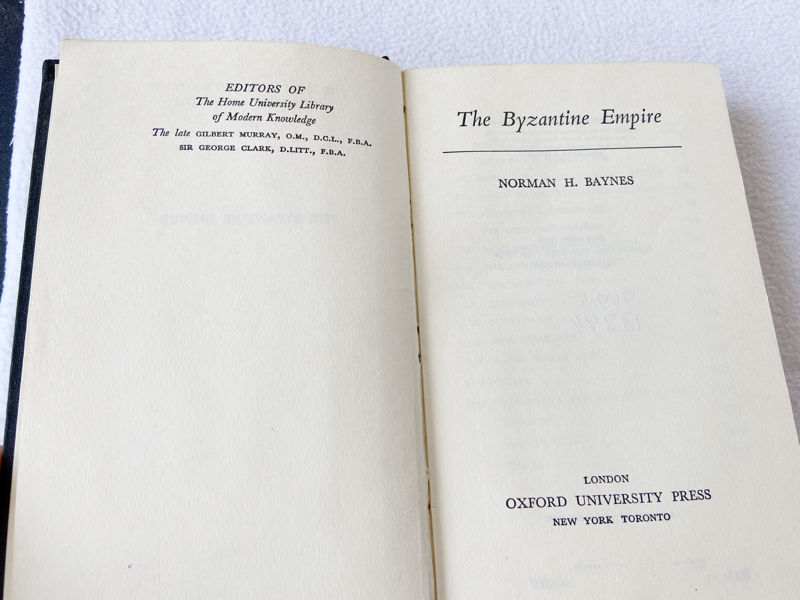 EDITORS OF
The Home University Library
of Modern Knowledge
The late GILBERT MURRAY, O.M., D.C.L., F.B.A.
SIR GEORGE CLARK, D.LITT., F.B.A.
The Byzantine Empire
NORMAN H. BAYNES
LONDON
OXFORD UNIVERSITY PRESS
NEW YORK TORONTO